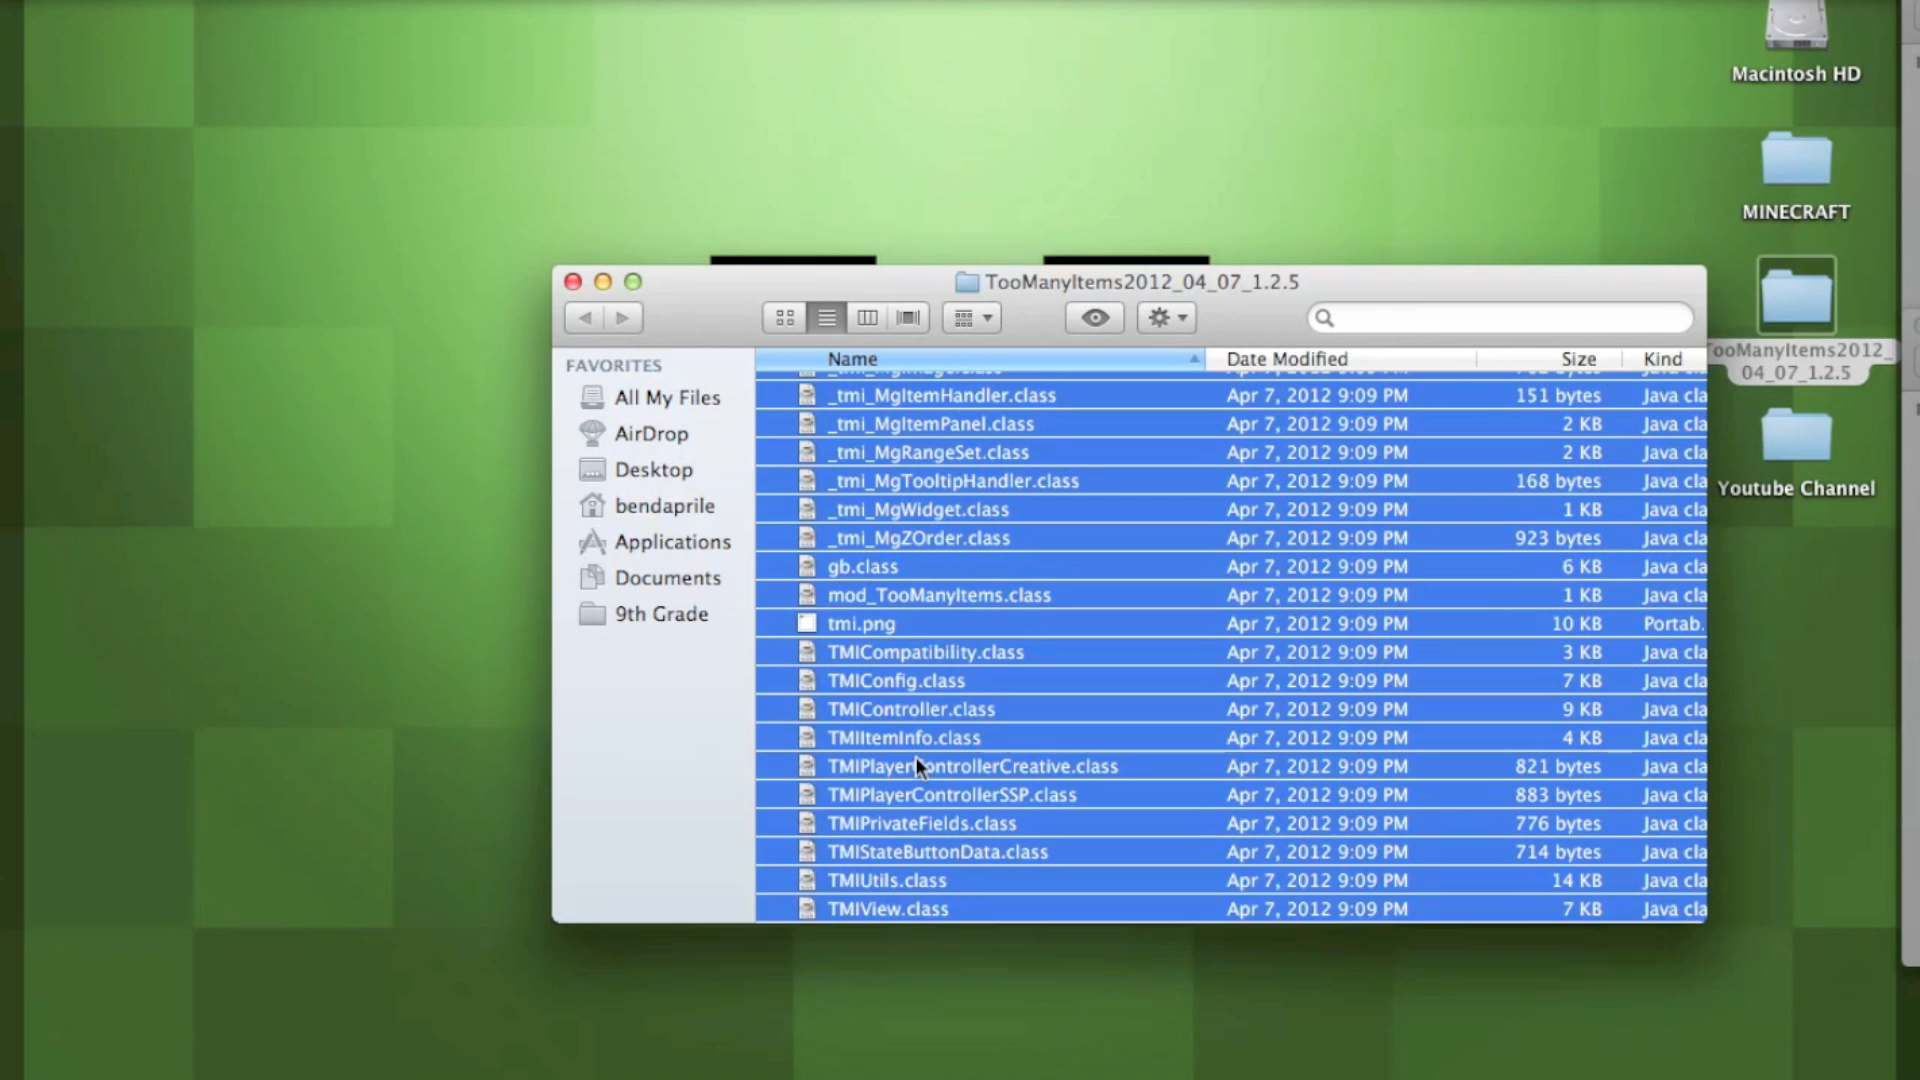 Macintosh HD
MINECRAFT
TooManyItems2012_04_07_1.2.5
ooManyItems2012_
04_07_1.2.5
Youtube Channel
FAVORITES
All My Files
AirDrop
Desktop
bendaprile
Applications
Documents
9th Grade
Name Date Modified Size Kind
_tmi_MgItemHandler.class Apr 7, 2012 9:09 PM 151 bytes Java cla
_tmi_MgItemPanel.class Apr 7, 2012 9:09 PM 2 KB Java cla
_tmi_MgRangeSet.class Apr 7, 2012 9:09 PM 2 KB Java cla
_tmi_MgTooltipHandler.class Apr 7, 2012 9:09 PM 168 bytes Java cla
_tmi_MgWidget.class Apr 7, 2012 9:09 PM 1 KB Java cla
_tmi_MgZOrder.class Apr 7, 2012 9:09 PM 923 bytes Java cla
gb.class Apr 7, 2012 9:09 PM 6 KB Java cla
mod_TooManyItems.class Apr 7, 2012 9:09 PM 1 KB Java cla
tmi.png Apr 7, 2012 9:09 PM 10 KB Portab.
TMICompatibility.class Apr 7, 2012 9:09 PM 3 KB Java cla
TMIConfig.class Apr 7, 2012 9:09 PM 7 KB Java cla
TMIController.class Apr 7, 2012 9:09 PM 9 KB Java cla
TMIItemInfo.class Apr 7, 2012 9:09 PM 4 KB Java cla
TMIPlayerControllerCreative.class Apr 7, 2012 9:09 PM 821 bytes Java cla
TMIPlayerControllerSSP.class Apr 7, 2012 9:09 PM 883 bytes Java cla
TMIPrivateFields.class Apr 7, 2012 9:09 PM 776 bytes Java cla
TMIStateButtonData.class Apr 7, 2012 9:09 PM 714 bytes Java cla
TMIUtils.class Apr 7, 2012 9:09 PM 14 KB Java cla
TMIView.class Apr 7, 2012 9:09 PM 7 KB Java cla